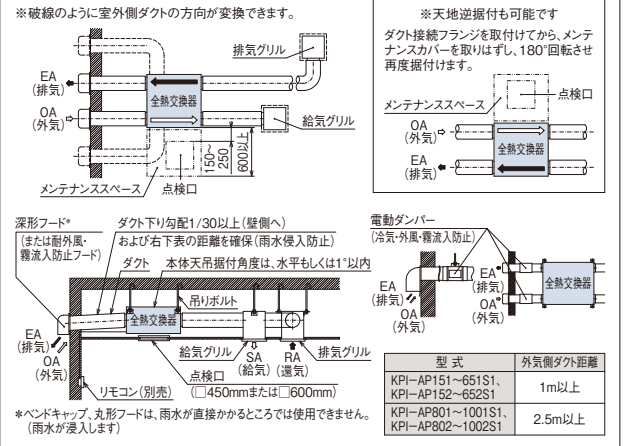 ※破線のように室外側ダクトの方向が変換できます。
排気グリル
EA
(排気)
OA
(外気)
全熱交換器
給気グリル
点検口
150〜
250
600以上
メンテナンススペース
※天地逆据付も可能です
ダクト接続フランジを取付けてから、メンテ
ナンスカバーを取りはずし、180°回転させ
再度据付けます。
点検口
メンテナンススペース
OA
(外気)
EA
(排気)
全熱交換器
深形フード*
(または耐外風・
霧流入防止フード)
ダクト下り勾配1/30以上(壁側へ)
および右下表の距離を確保(雨水侵入防止)
ダクト
本体天吊据付角度は、水平もしくは1°以内
吊りボルト
全熱交換器
EA
(排気)
OA
(外気)
給気グリル
SA
(給気)
RA
(還気)
排気グリル
点検口
(□450mmまたは□600mm)
リモコン(別売)
*ベンドキャップ、丸形フードは、雨水が直接かかるところでは使用できません。
(雨水が浸入します)
電動ダンパー
(冷気・外風・霧流入防止)
EA
(排気)
OA
(外気)
EA
(排気)
OA
(外気)
全熱交換器
型式 外気側ダクト距離
KPI-AP151〜651S1、
KPI-AP152〜652S1
1m以上
KPI-AP801〜1001S1、
KPI-AP802〜1002S1
2.5m以上